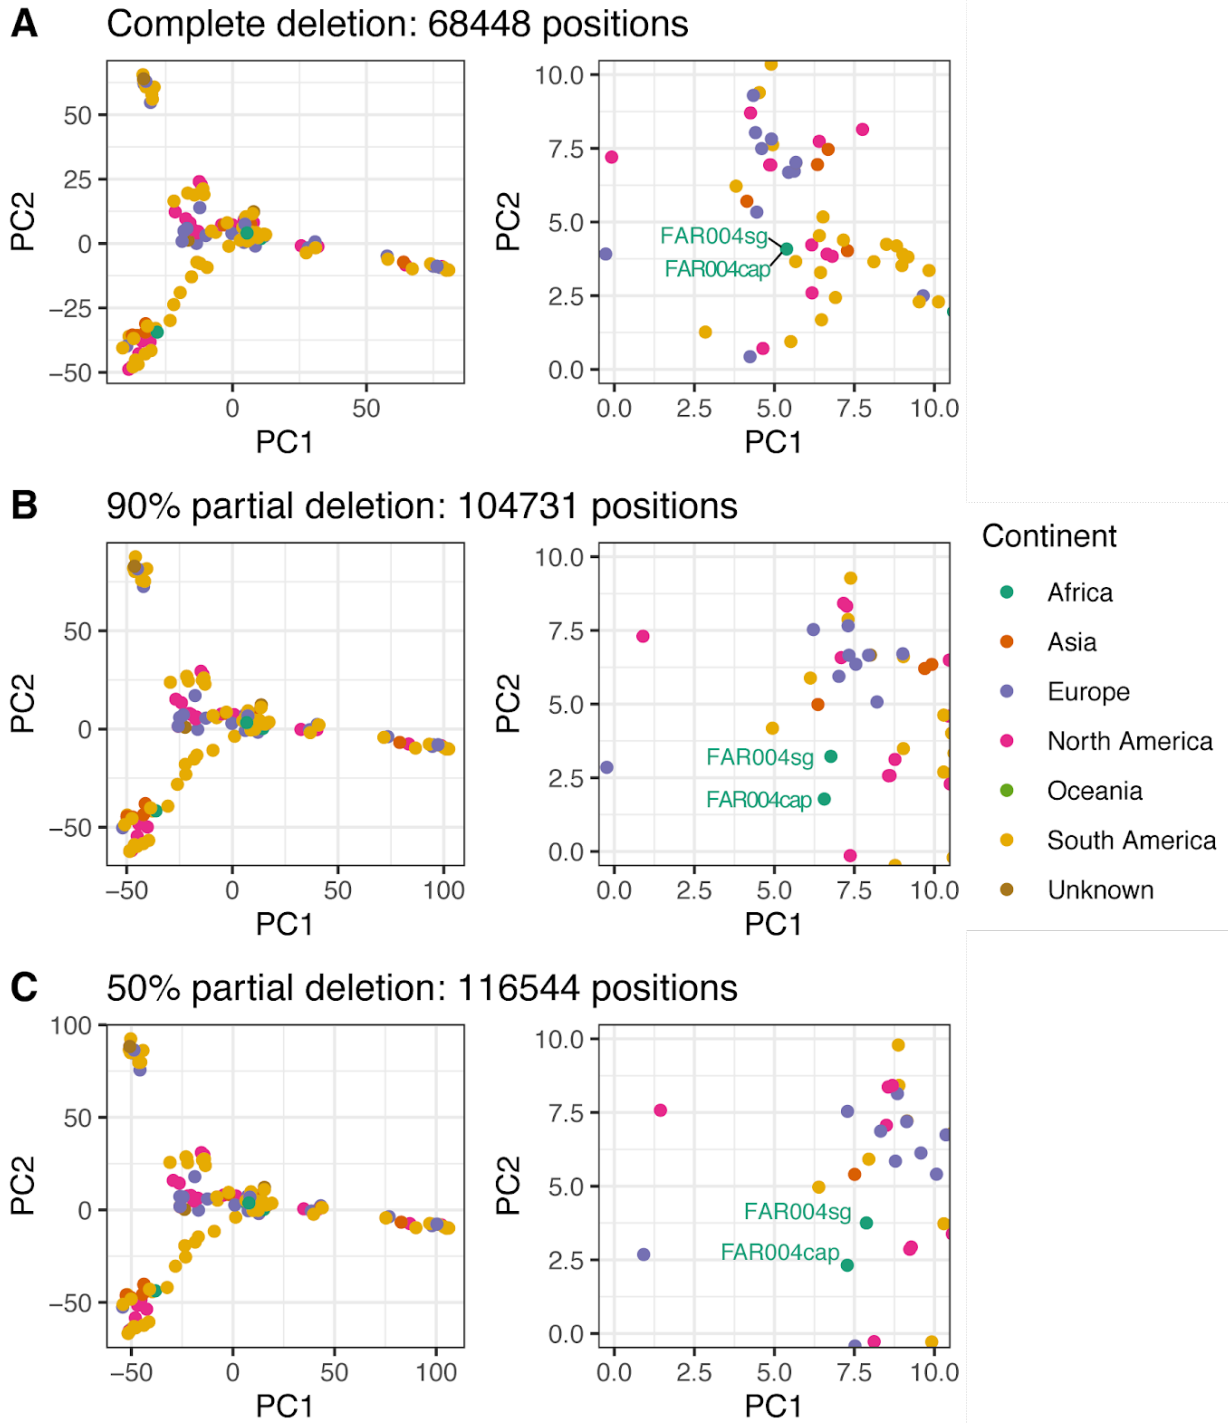 A Complete deletion: 68448 positions
50
25
0
−25
−50
PC2
0 50
PC1
10.0
7.5
5.0
2.5
0.0
PC2
FAR004sg
FAR004cap
0.0 2.5 5.0 7.5 10.0
PC1
B 90% partial deletion: 104731 positions
50
0
−50
PC2
−50 0 50 100
PC1
10.0
7.5
5.0
2.5
0.0
PC2
FAR004sg
FAR004cap
0.0 2.5 5.0 7.5 10.0
PC1
Continent
Africa
Asia
Europe
North America
Oceania
South America
Unknown
C 50% partial deletion: 116544 positions
100
50
0
−50
PC2
−50 0 50 100
PC1
10.0
7.5
5.0
2.5
0.0
PC2
FAR004sg
FAR004cap
0.0 2.5 5.0 7.5 10.0
PC1